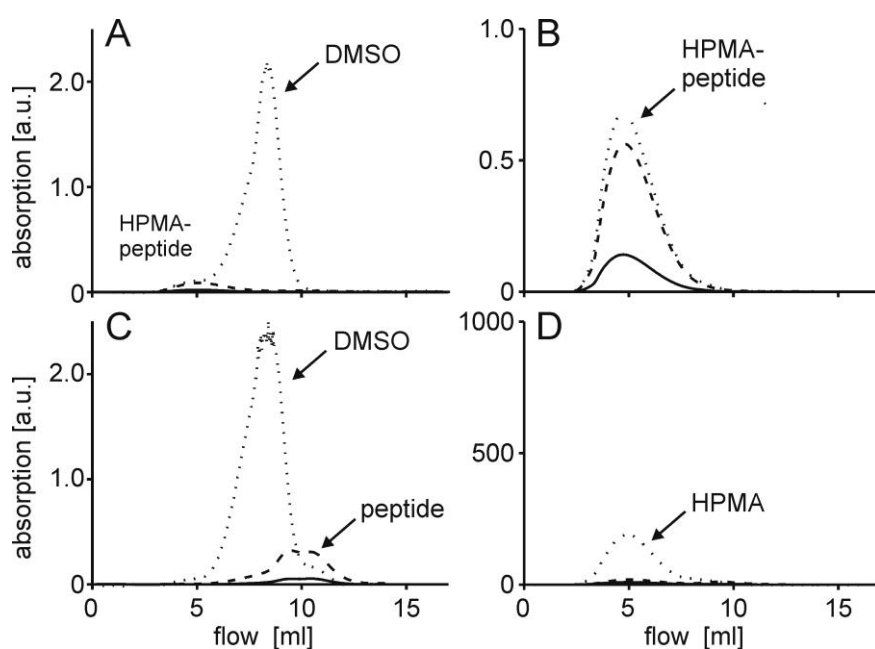 A
DMSO
2.0
1.0
0
HPMA-
peptide
absorption [a.u.]
B
HPMA-
peptide
1.0
0.5
0
C
DMSO
2.0
1.0
peptide
absorption [a.u.]
0 5 10 15
flow [ml]
D
1000
500
0
HPMA
0 5 10 15
flow [ml]